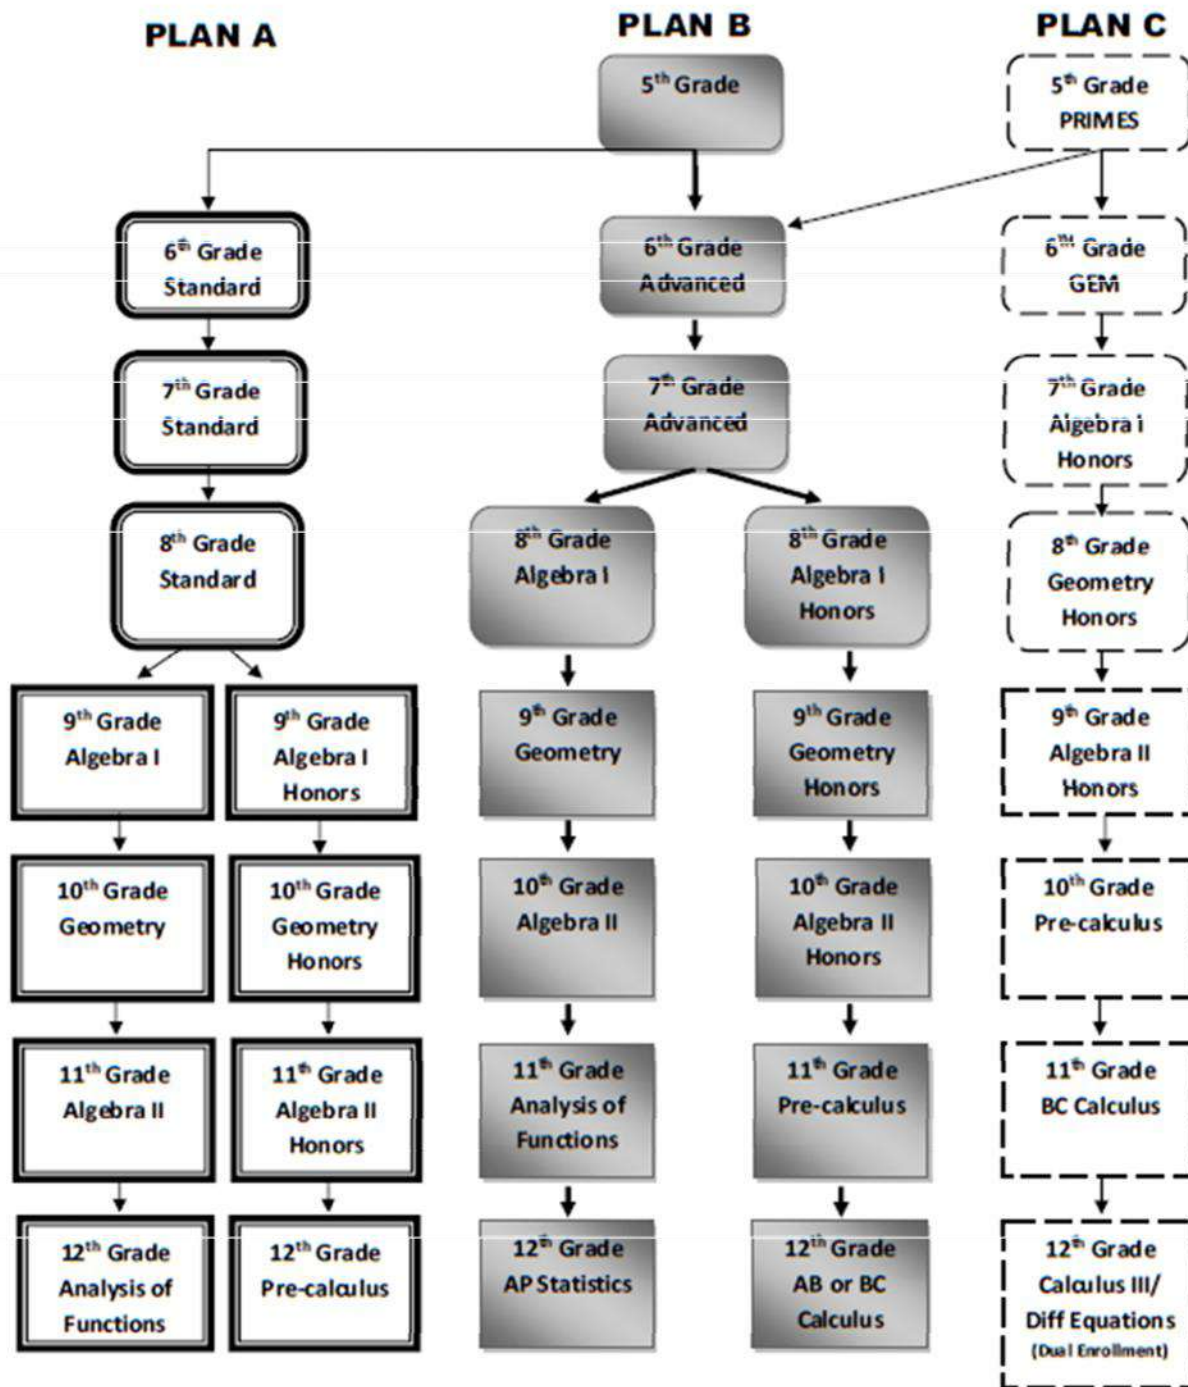 PLAN A
PLAN B
PLAN C
5th Grade
5th Grade
PRIMES
6th Grade
Standard
6th Grade
Advanced
6TH Grade
GEM
7th Grade
Standard
7th Grade
Advanced
7th Grade
Algebra I
Honors
8th Grade
Standard
8th Grade
Algebra I
8th Grade
Algebra I
Honors
8th Grade
Geometry
Honors
9th Grade
Algebra I
9th Grade
Algebra I
Honors
9th Grade
Geometry
9th Grade
Geometry
Honors
9th Grade
Algebra II
Honors
10th Grade
Geometry
10th Grade
Geometry
Honors
10th Grade
Algebra II
10th Grade
Algebra II
Honors
10th Grade
Pre-calculus
11th Grade
Algebra II
11th Grade
Algebra II
Honors
11th Grade
Analysis of
Functions
11th Grade
Pre-calculus
11th Grade
BC Calculus
12th Grade
Analysis of
Functions
12th Grade
Pre-calculus
12th Grade
AP Statistics
12th Grade
AB or BC
Calculus
12th Grade
Calculus III/
Diff Equations
(Dual Enrollment)